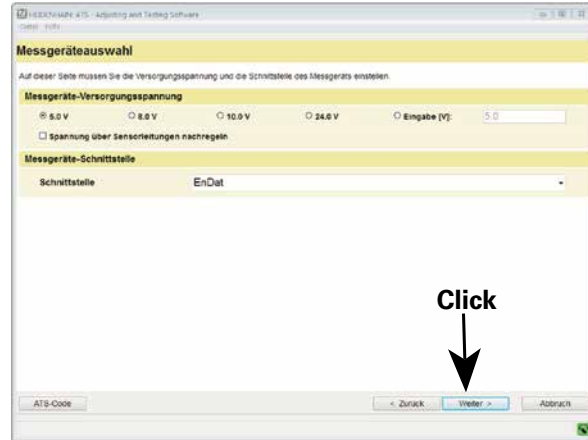 HEIDENHAIN ATS - Adjusting and Testing Software
Datei Hilfe
Messgeräteauswahl
Auf dieser Seite müssen Sie die Versorgungsspannung und die Schnittstelle des Messgeräts einstellen.
Messgeräte-Versorgungsspannung
5.0 V 8.0 V 10.0 V 24.0 V Eingabe [V]: 5.0
Spannung über Sensorleitungen nachregeln
Messgeräte-Schnittstelle
Schnittstelle EnDat
Click
ATS-Code < Zurück Weiter > Abbruch